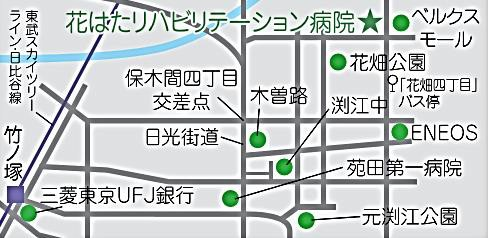 花はたリハビリテーション病院★
ベルクス
モール
東武スカイツリー
ライン・日比谷線
花畑公園
保木間四丁目
交差点
木曽路
「花畑四丁目」
バス停
渕江中
日光街道
ENEOS
竹ノ塚
苑田第一病院
三菱東京UFJ銀行
元渕江公園